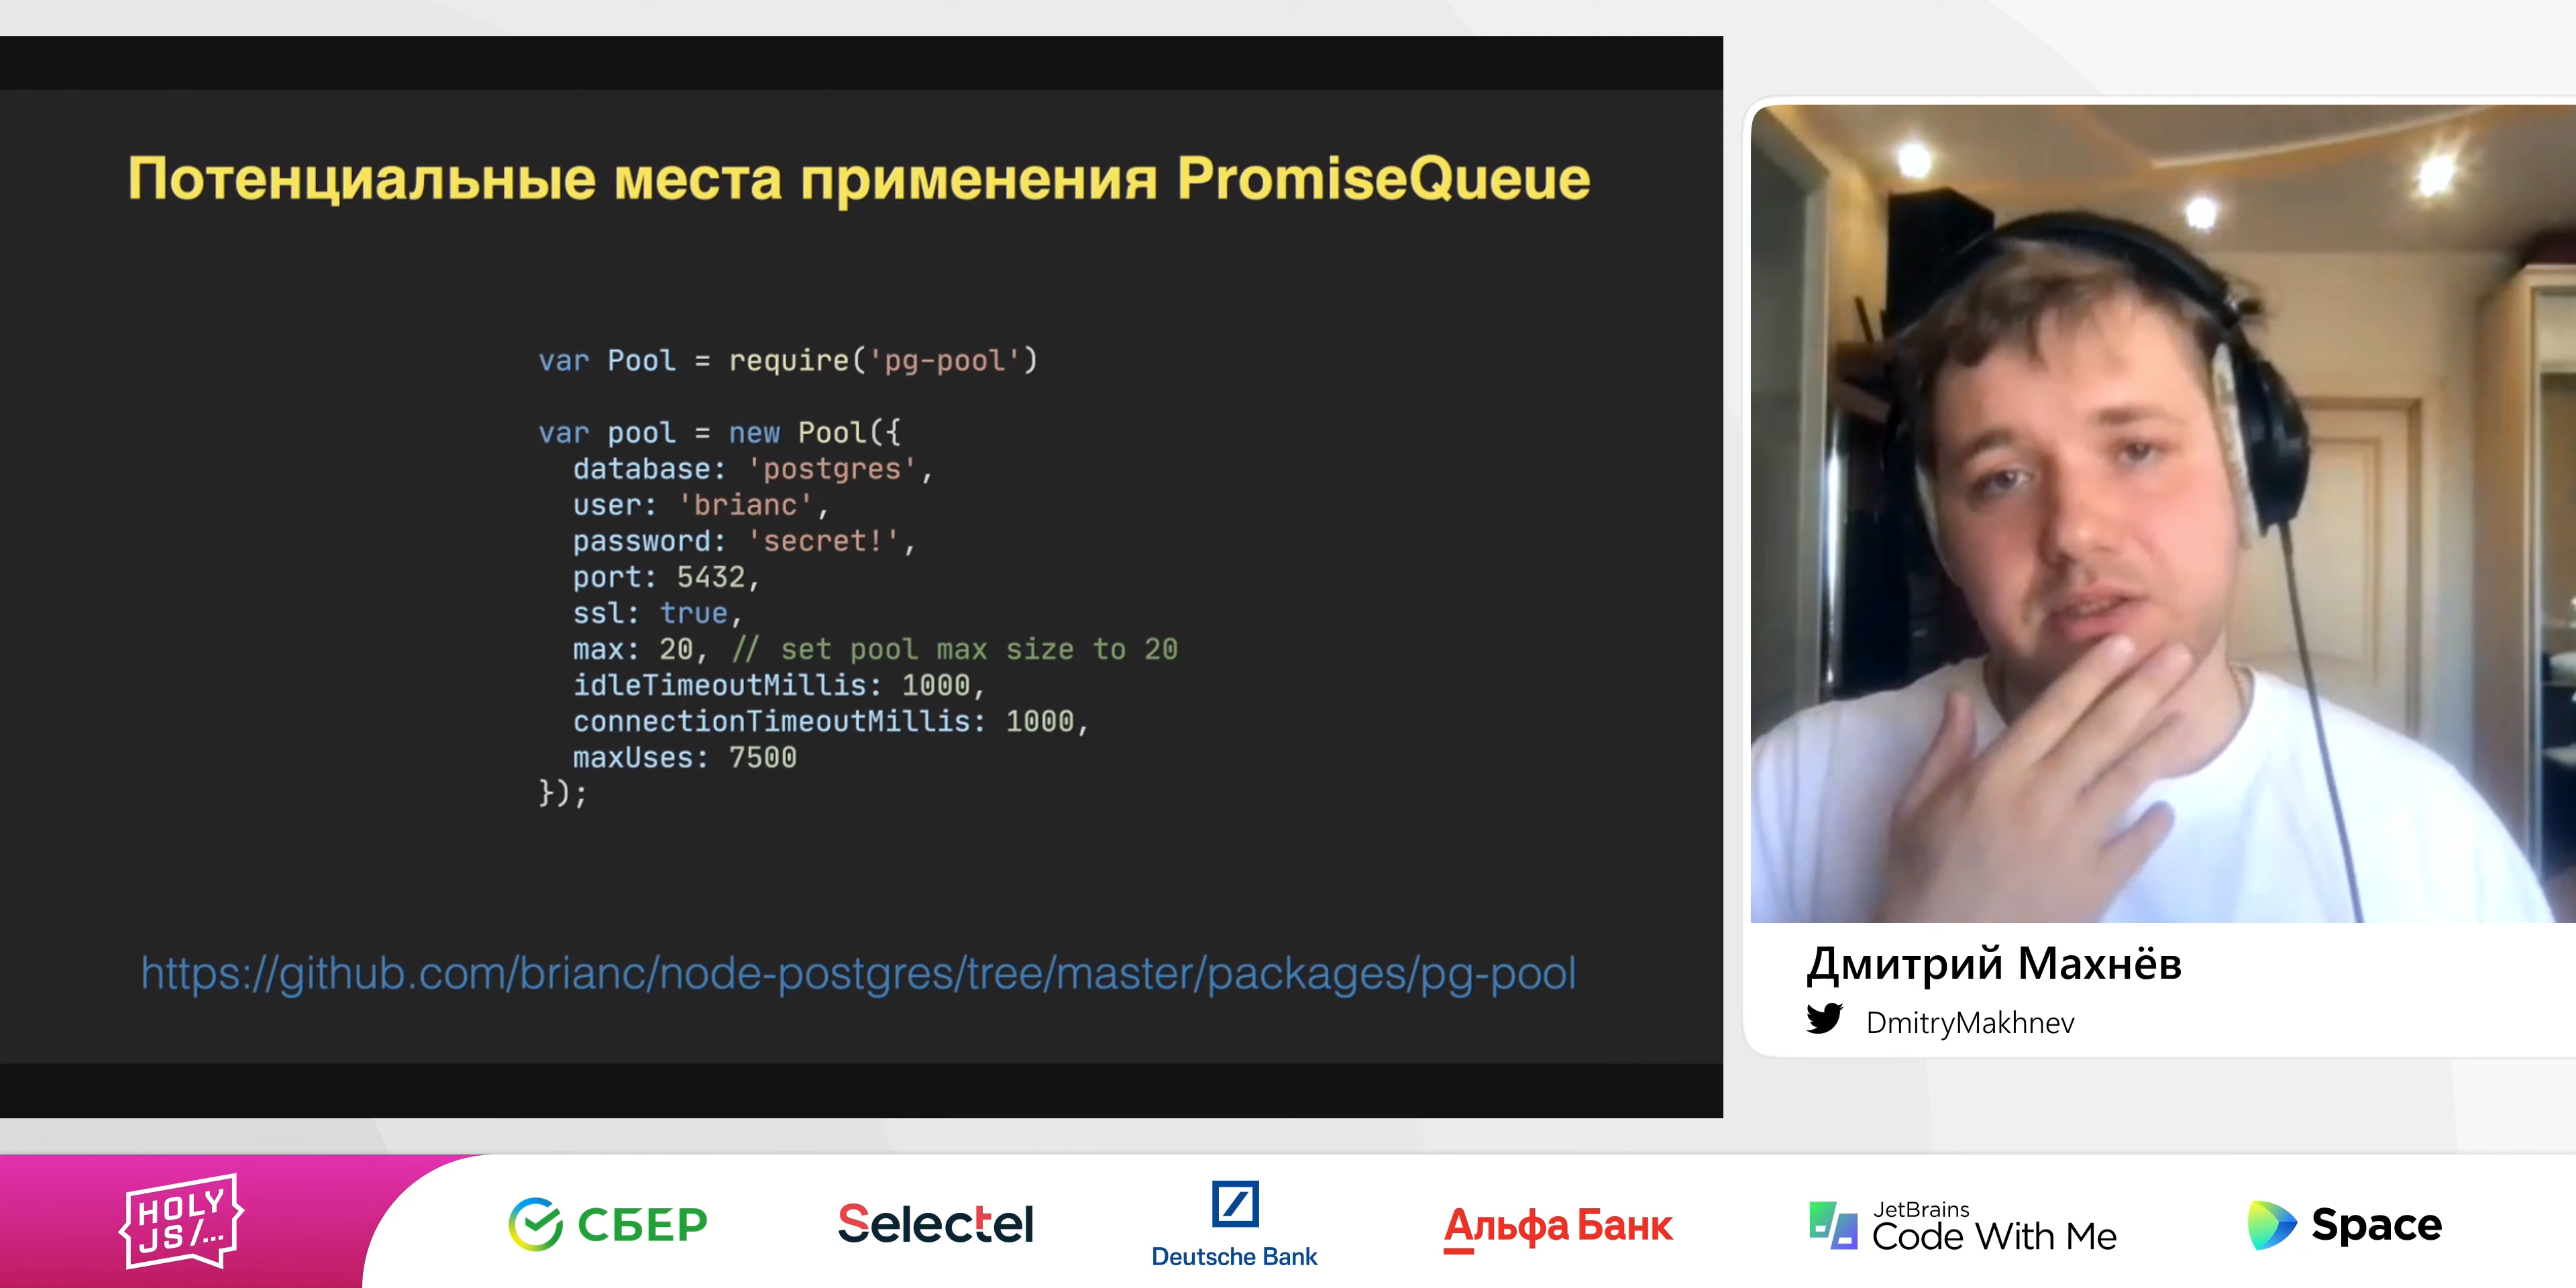 Потенциальные места применения PromiseQueue
var Pool = require('pg-pool')
var pool = new Pool({
database: 'postgres',
user: 'brianc',
password: 'secret!',
port: 5432,
ssl: true,
max: 20, // set pool max size to 20
idleTimeoutMillis: 1000,
connectionTimeoutMillis: 1000,
maxUses: 7500
});
https://github.com/brianc/node-postgres/tree/master/packages/pg-pool
Дмитрий Махнёв
DmitryMakhnev
HOLY
JS/...
СБЕР
Selectel
Deutsche Bank
Альфа Банк
JetBrains
Code With Me
Space